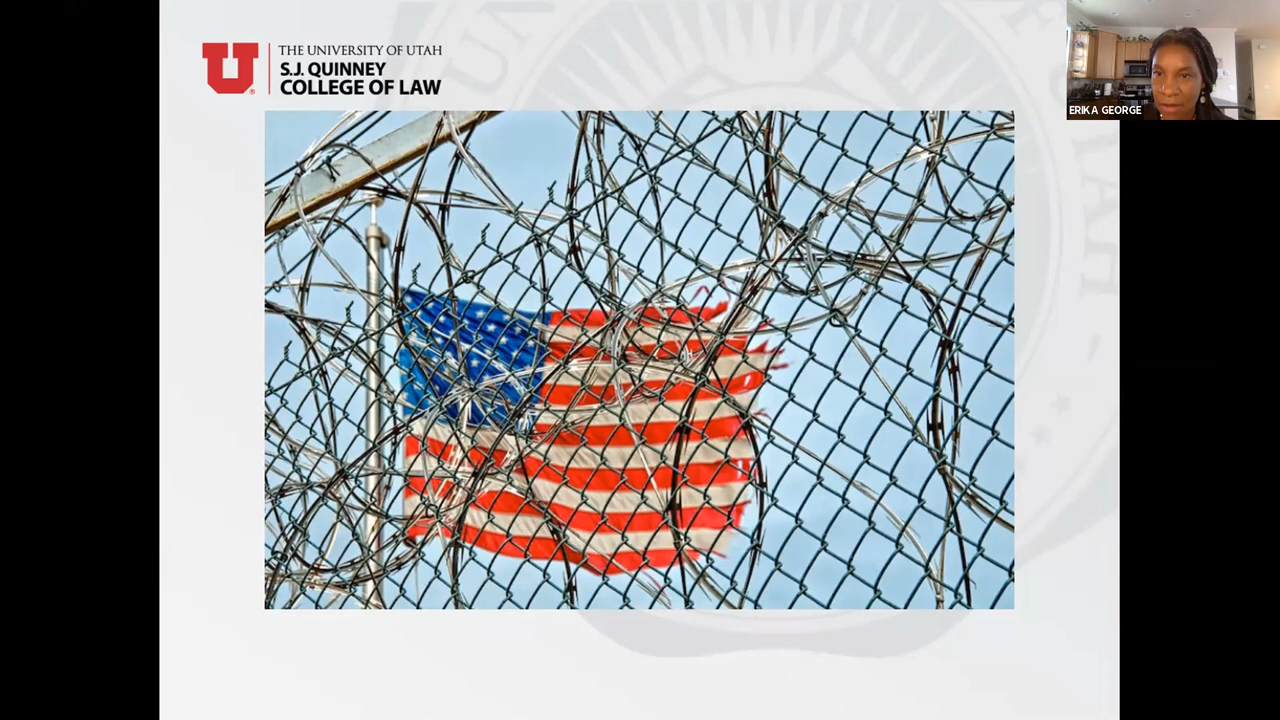 THE UNIVERSITY OF UTAH
S.J. QUINNEY
COLLEGE OF LAW
ERIKA GEORGE